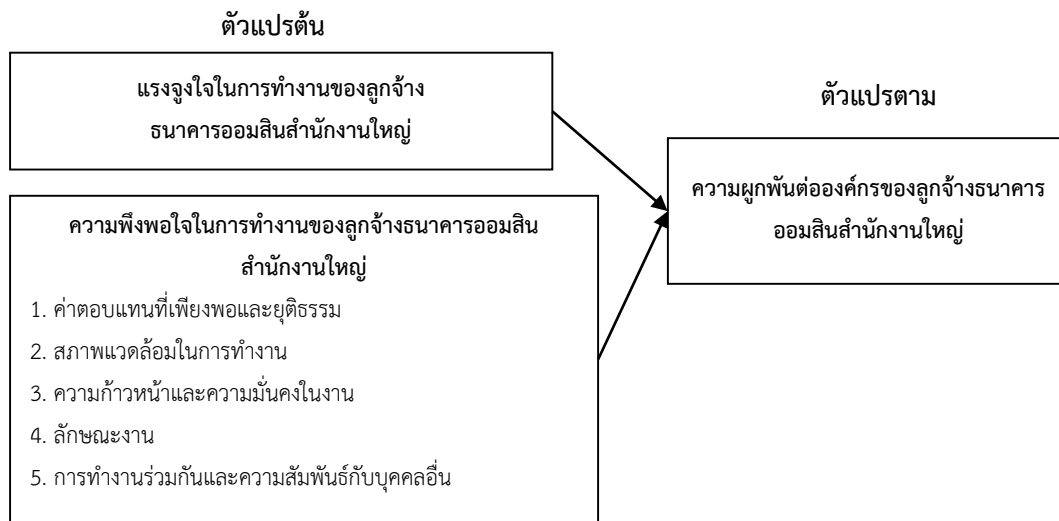 ตัวแปรต้น
แรงจูงใจในการทำงานของลูกจ้าง
ธนาคารออมสินสำนักงานใหญ่
ความพึงพอใจในการทำงานของลูกจ้างธนาคารออมสิน
สำนักงานใหญ่
1. ค่าตอบแทนที่เพียงพอและยุติธรรม
2. สภาพแวดล้อมในการทำงาน
3. ความก้าวหน้าและความมั่นคงในงาน
4. ลักษณะงาน
5. การทำงานร่วมกันและความสัมพันธ์กับบุคคลอื่น
ตัวแปรตาม
ความผูกพันต่อองค์กรของลูกจ้างธนาคาร
ออมสินสำนักงานใหญ่